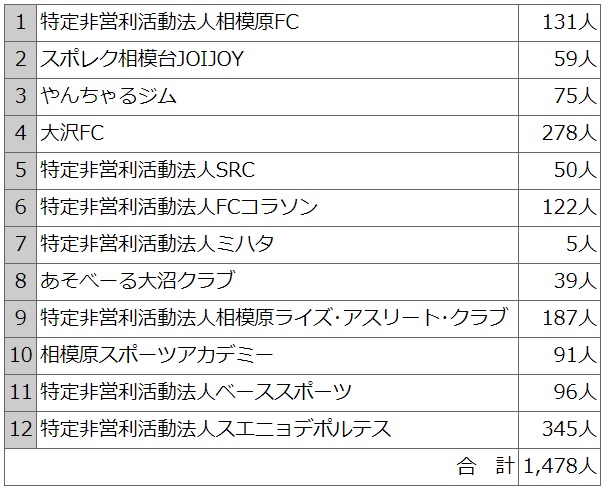 1 特定非営利活動法人相模原FC 131人
2 スポレク相模台JOIJOY 59人
3 やんちゃるジム 75人
4 大沢FC 278人
5 特定非営利活動法人SRC 50人
6 特定非営利活動法人FCコラソン 122人
7 特定非営利活動法人ミハタ 5人
8 あそべーる大沼クラブ 39人
9 特定非営利活動法人相模原ライズ・アスリート・クラブ 187人
10 相模原スポーツアカデミー 91人
11 特定非営利活動法人ベーススポーツ 96人
12 特定非営利活動法人スエニョデポルテス 345人
合 計 1,478人